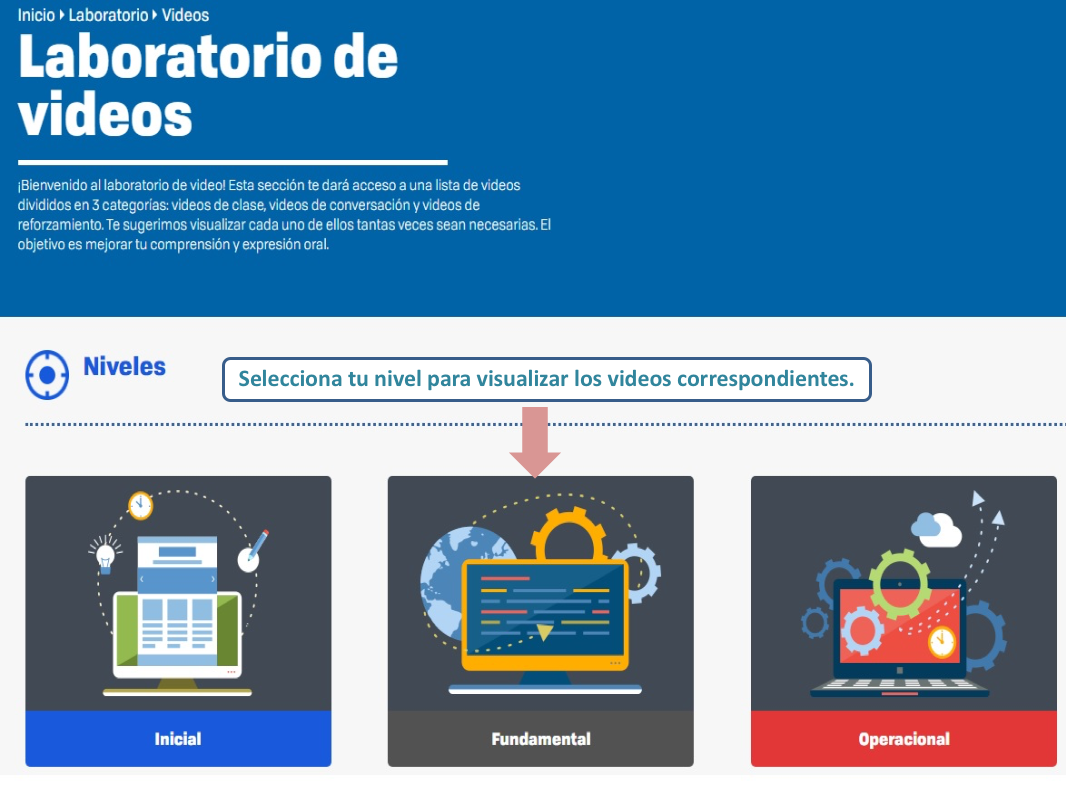 Inicio Laboratorio Videos
Laboratorio de
videos
¡Bienvenido al laboratorio de video! Esta sección te dará acceso a una lista de videos
divididos en 3 categorías: videos de clase, videos de conversación y videos de
reforzamiento. Te sugerimos visualizar cada uno de ellos tantas veces sean necesarias. El
objetivo es mejorar tu comprensión y expresión oral.
Niveles
Selecciona tu nivel para visualizar los videos correspondientes.
Inicial
Fundamental
Operacional